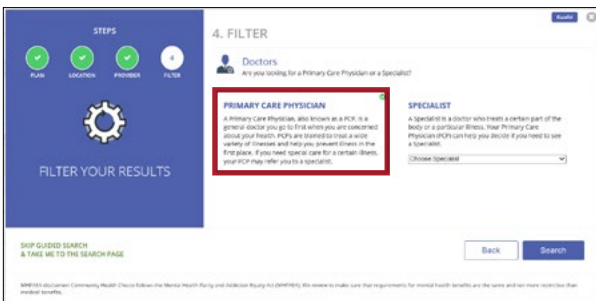 STEPS
4
PLAN
LOCATION
PROVIDER
FILTER
FILTER YOUR RESULTS
4. FILTER
Doctors
Are you looking for a Primary Care Physician or a Specialist?
PRIMARY CARE PHYSICIAN
A Primary Care Physician, also known as a PCP, is a
general doctor you go to first when you are concerned
about your health. PCPs are trained to treat a wide
variety of illnesses and help you prevent illness in the
first place. If you need special care for a certain illness,
your PCP may refer you to a specialist.
SPECIALIST
A Specialist is a doctor who treats a certain part of the
body or a particular illness. Your Primary Care
Physician (PCP) can help you decide if you need to see
a Specialist.
Choose Specialist
SKIP GUIDED SEARCH
& TAKE ME TO THE SEARCH PAGE
Back
Search
MHPAEA disclaimer: Community Health Choice follows the Mental Health Parity and Addiction Equity Act (MHPAEA). We review to make sure that requirements for mental health benefits are the same and not more restrictive than
medical benefits.